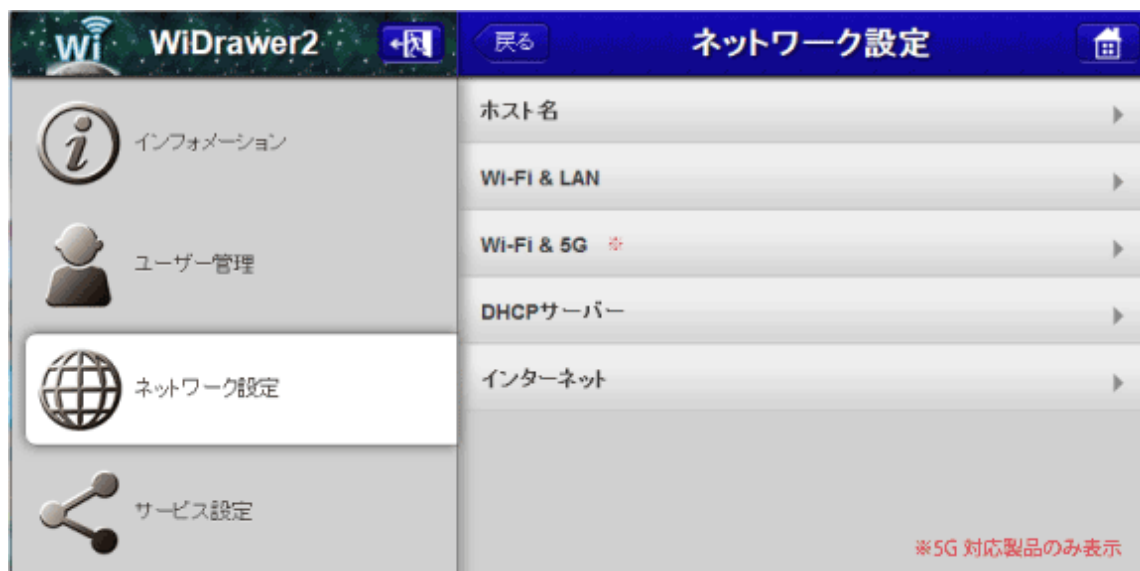 Wi WiDrawer2
インフォメーション
ユーザー管理
ネットワーク設定
サービス設定
戻る ネットワーク設定
ホスト名
Wi-Fi & LAN
Wi-Fi & 5G ※
DHCPサーバー
インターネット
※5G 対応製品のみ表示